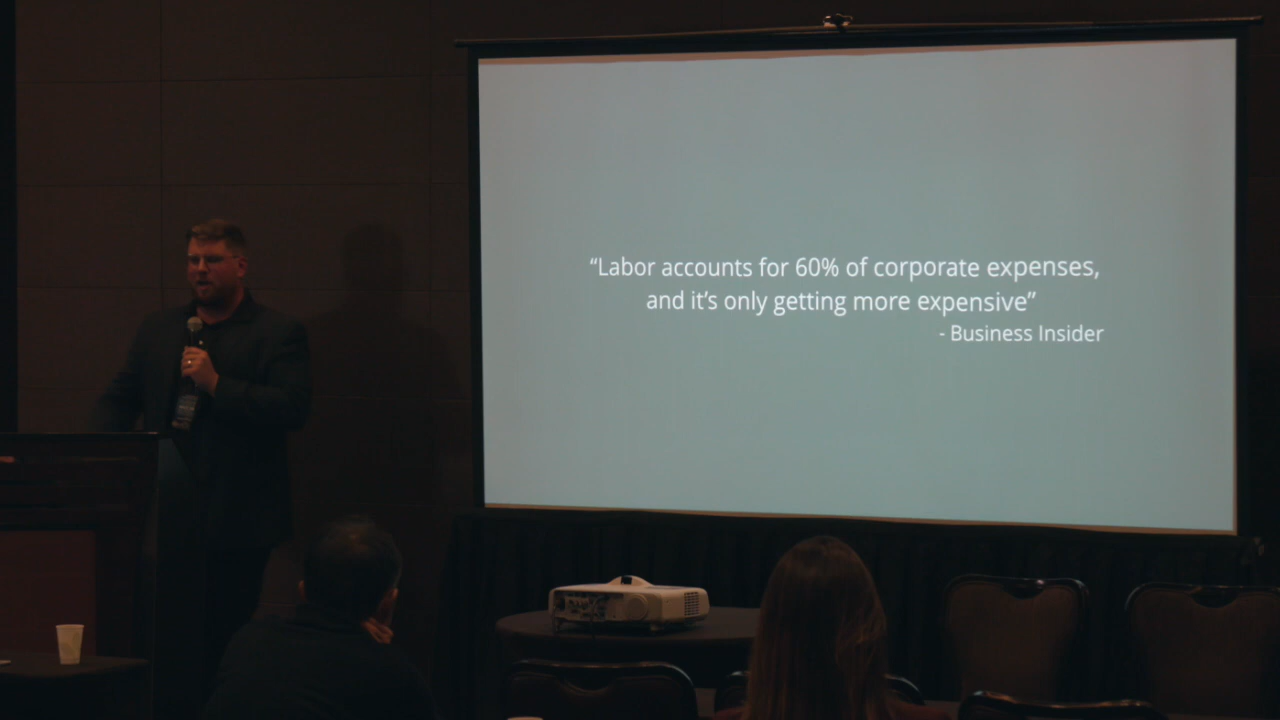 “Labor accounts for 60% of corporate expenses,
and it’s only getting more expensive”
- Business Insider